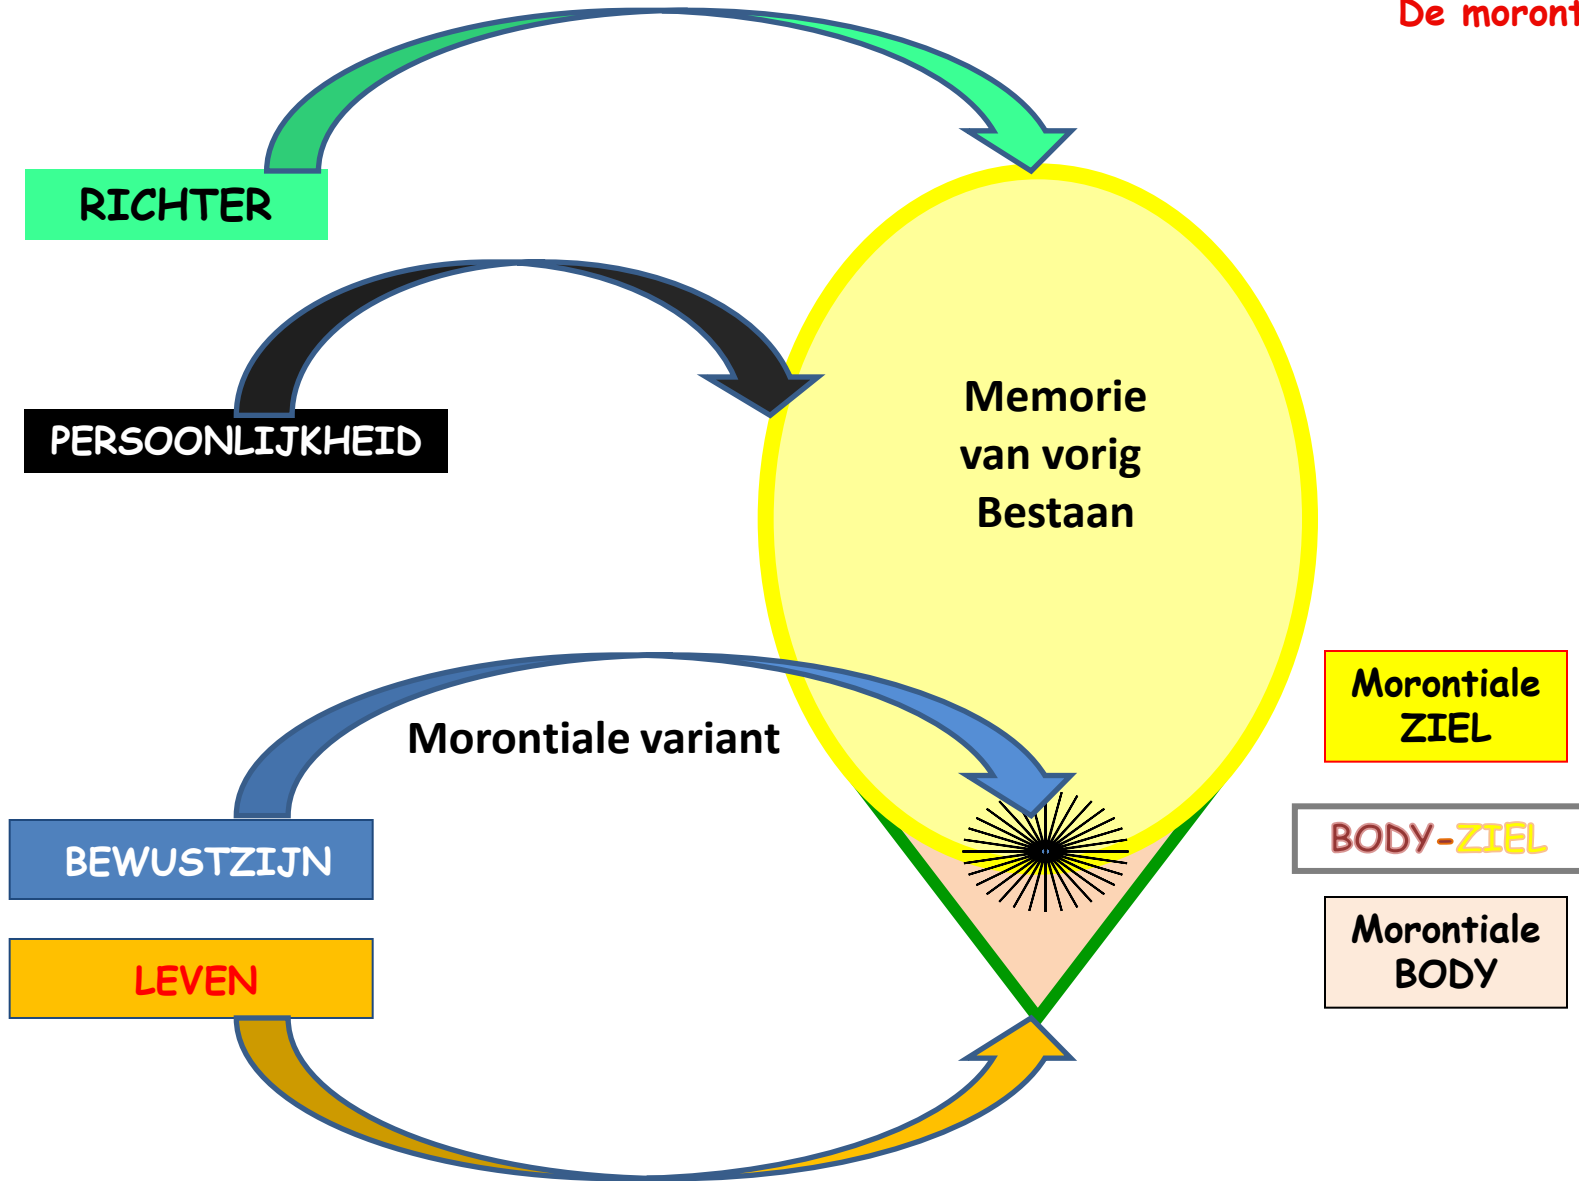 De moront
RICHTER
PERSOONLIJKHEID
Memorie
van vorig
Bestaan
Morontiale variant
Morontiale
ZIEL
BEWUSTZIJN
BODY-ZIEL
LEVEN
Morontiale
BODY